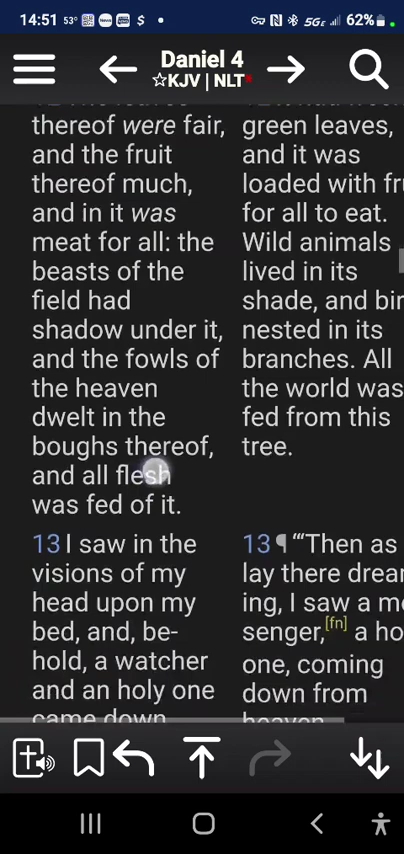 14:51 53° $ 5GE 62%
Daniel 4
☆KJV | NLT
thereof were fair,
and the fruit
thereof much,
and in it was
meat for all: the
beasts of the
field had
shadow under it,
and the fowls of
the heaven
dwelt in the
boughs thereof,
and all flesh
was fed of it.
13 I saw in the
visions of my
head upon my
bed, and, be-
hold, a watcher
and an holy one
came down
green leaves,
and it was
loaded with fr
for all to eat.
Wild animals
lived in its
shade, and bir
nested in its
branches. All
the world was
fed from this
tree.
13 ¶ “‘Then as
lay there drea
ing, I saw a me
senger,[fn] a ho
one, coming
down from
heaven